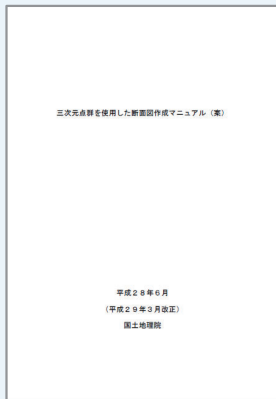 三次元点群を使用した断面図作成マニュアル（案）
平成２８年６月
（平成２９年３月改正）
国土地理院